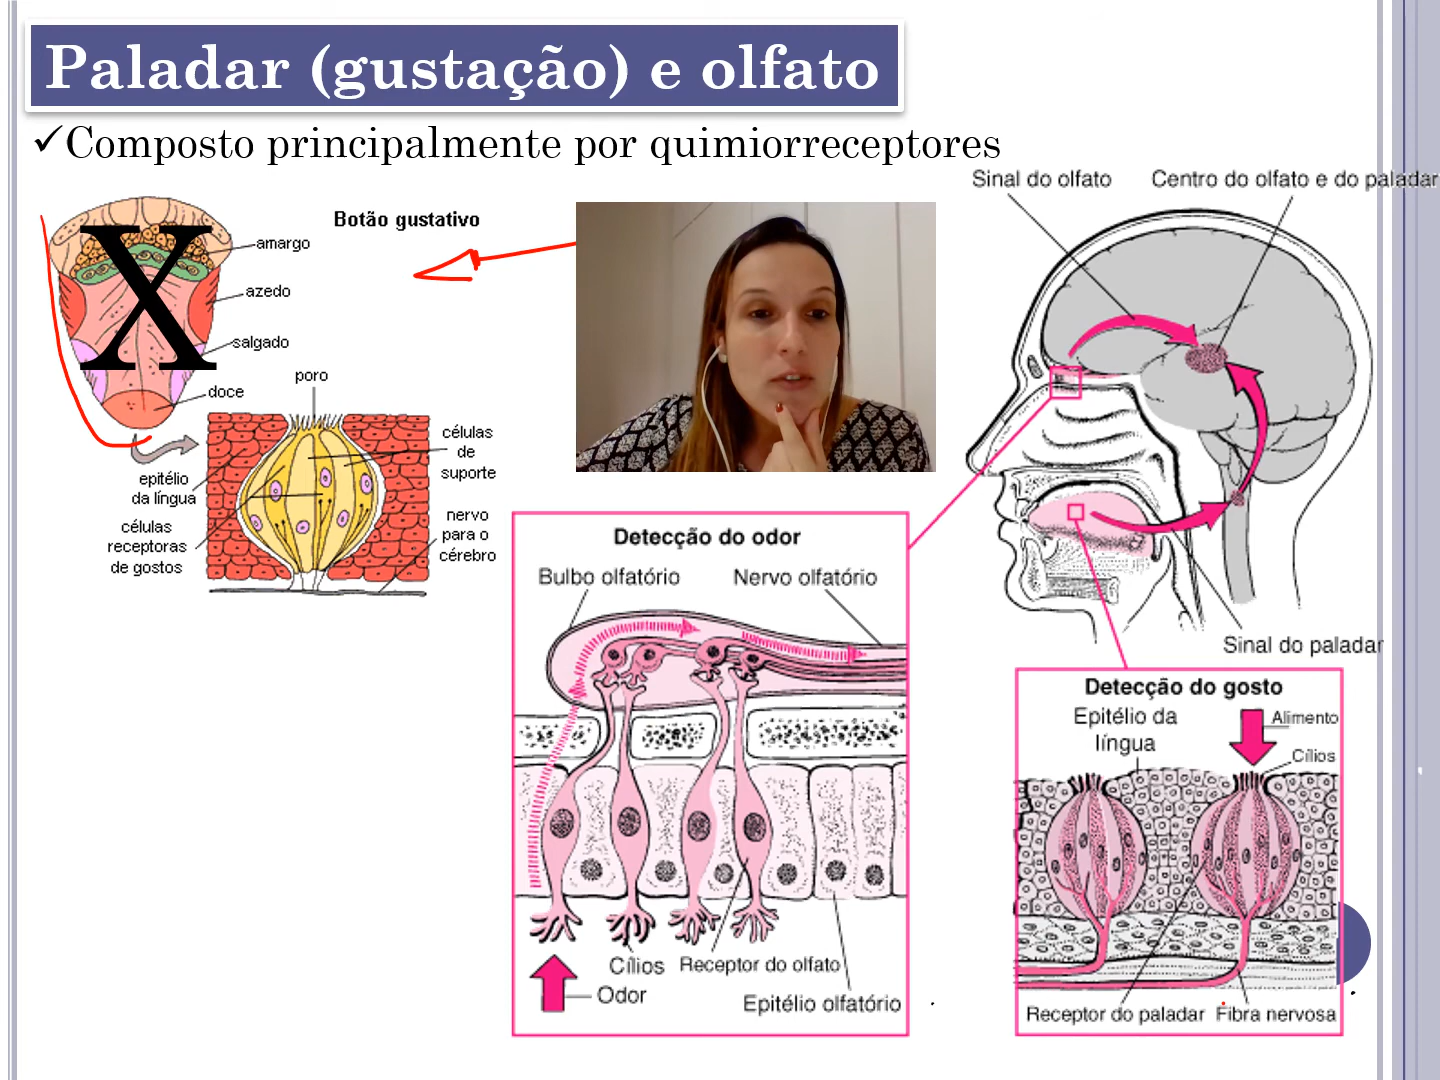 Paladar (gustação) e olfato
✓Composto principalmente por quimiorreceptores
Botão gustativo
amargo
azedo
salgado
doce
X
poro
células
de
suporte
epitélio
da língua
células
receptoras
de gostos
nervo
para o
cérebro
Sinal do olfato
Centro do olfato e do paladar
Sinal do paladar
Detecção do odor
Bulbo olfatório
Nervo olfatório
Cílios
Receptor do olfato
Odor
Epitélio olfatório
Detecção do gosto
Epitélio da
língua
Alimento
Cílios
Receptor do paladar
Fibra nervosa